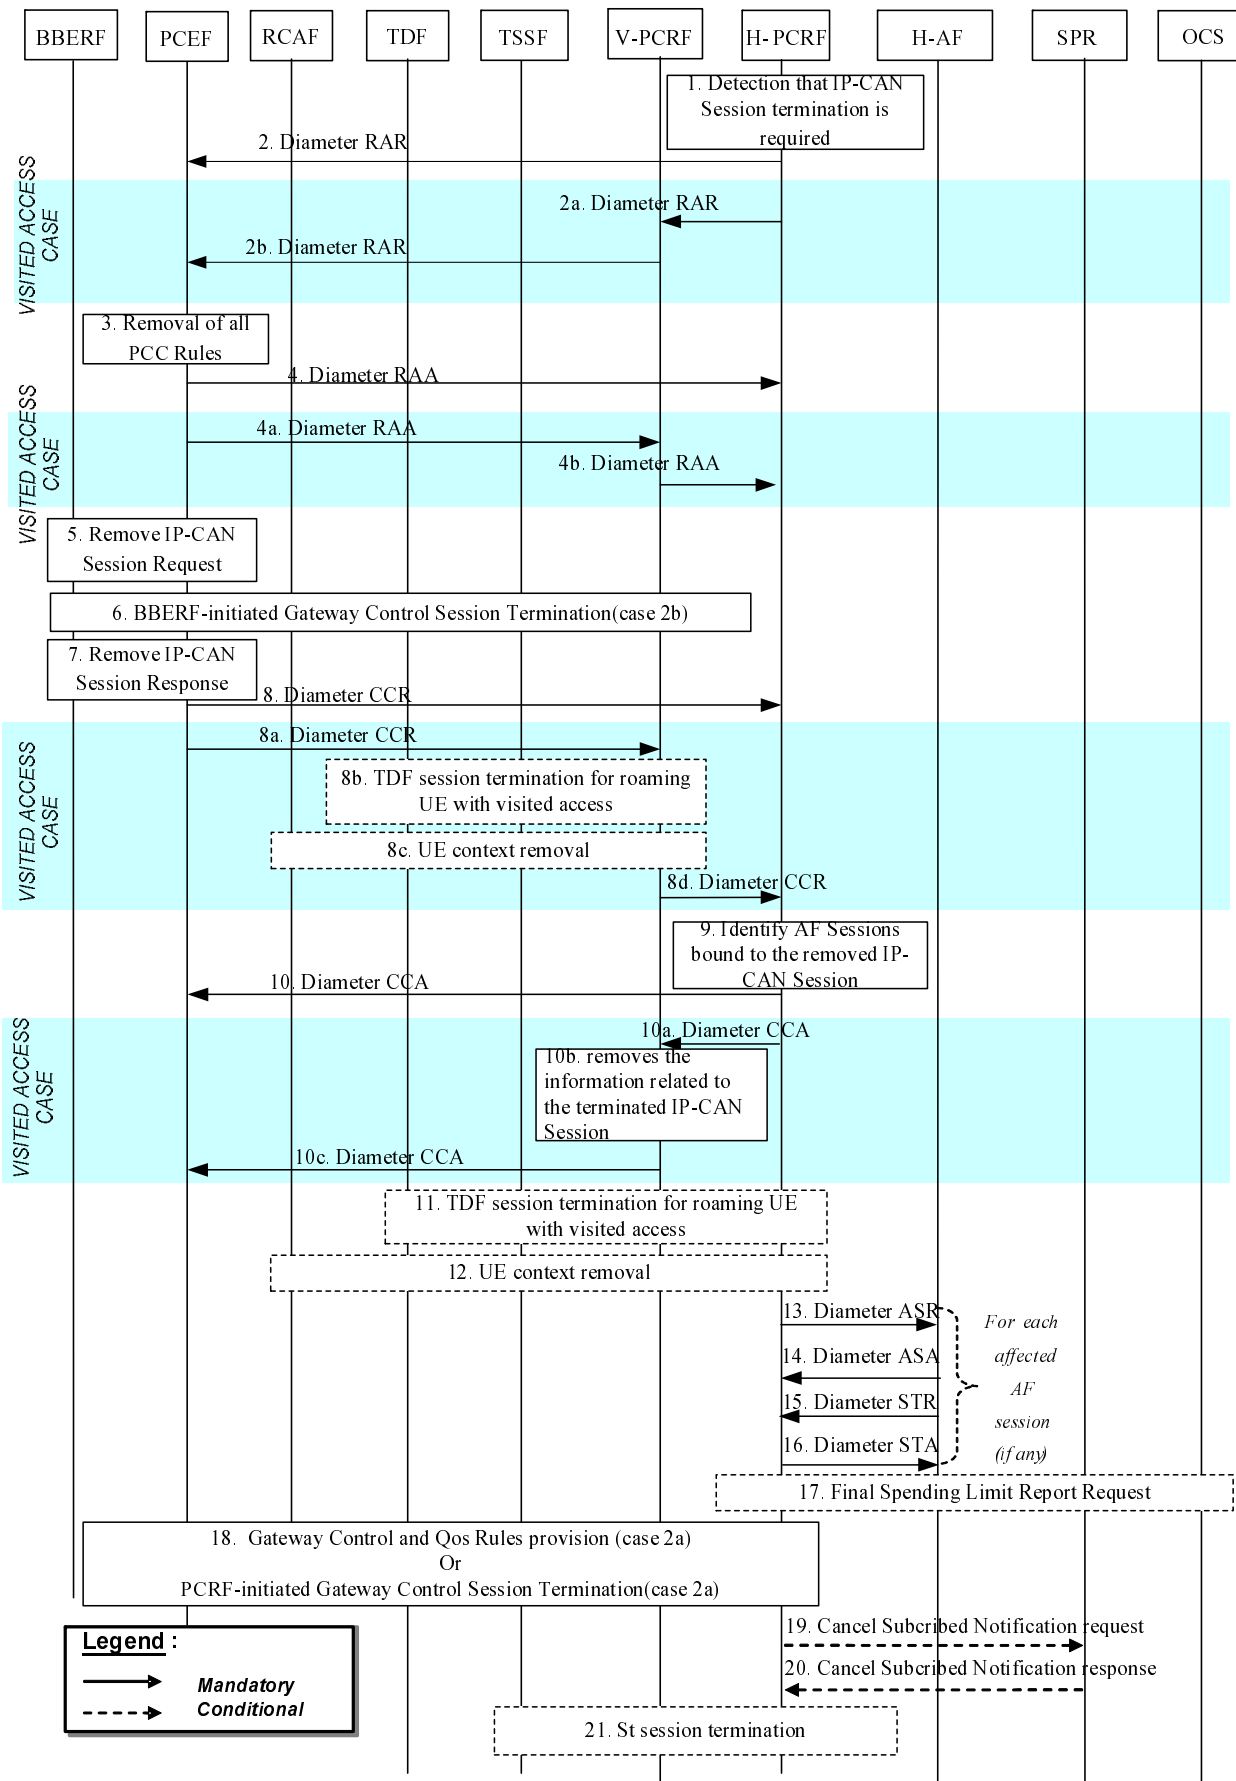 BBERF
PCEF
RCAF
TDF
TSSF
V-PCRF
H- PCRF
H-AF
SPR
OCS
1. Detection that IP-CAN
Session termination is
required
2. Diameter RAR
VISITED ACCESS
CASE
2a. Diameter RAR
2b. Diameter RAR
3. Removal of all
PCC Rules
4. Diameter RAA
VISITED ACCESS
CASE
4a. Diameter RAA
4b. Diameter RAA
5. Remove IP-CAN
Session Request
6. BBERF-initiated Gateway Control Session Termination(case 2b)
7. Remove IP-CAN
Session Response
8. Diameter CCR
VISITED ACCESS
CASE
8a. Diameter CCR
8b. TDF session termination for roaming
UE with visited access
8c. UE context removal
8d. Diameter CCR
9. Identify AF Sessions
bound to the removed IP-
CAN Session
10. Diameter CCA
VISITED ACCESS
CASE
10a. Diameter CCA
10b. removes the
information related to
the terminated IP-CAN
Session
10c. Diameter CCA
11. TDF session termination for roaming UE
with visited access
12. UE context removal
13. Diameter ASR
14. Diameter ASA
15. Diameter STR
16. Diameter STA
For each
affected
AF
session
(if any)
17. Final Spending Limit Report Request
18. Gateway Control and Qos Rules provision (case 2a)
Or
PCRF-initiated Gateway Control Session Termination(case 2a)
19. Cancel Subcribed Notification request
20. Cancel Subcribed Notification response
21. St session termination
Legend :
Mandatory
Conditional